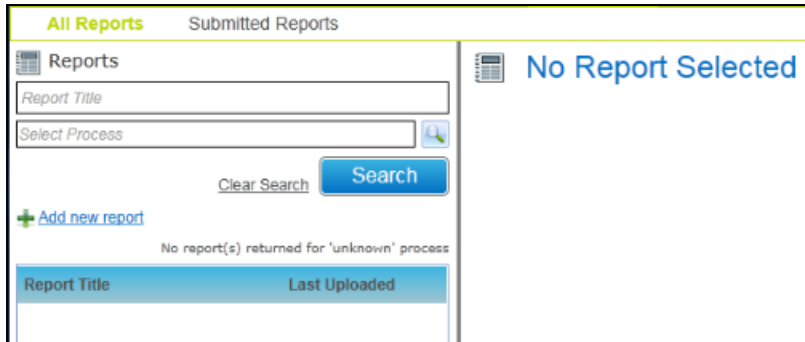 All Reports Submitted Reports
Reports
Report Title
Select Process
Clear Search Search
Add new report
No report(s) returned for 'unknown' process
Report Title Last Uploaded
No Report Selected